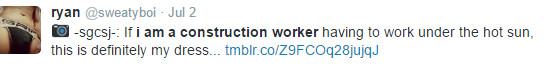 ryan @sweatyboi · Jul 2
📷 -sgcsj-: If i am a construction worker having to work under the hot sun,
this is definitely my dress... tmblr.co/Z9FCOq28jujqJ